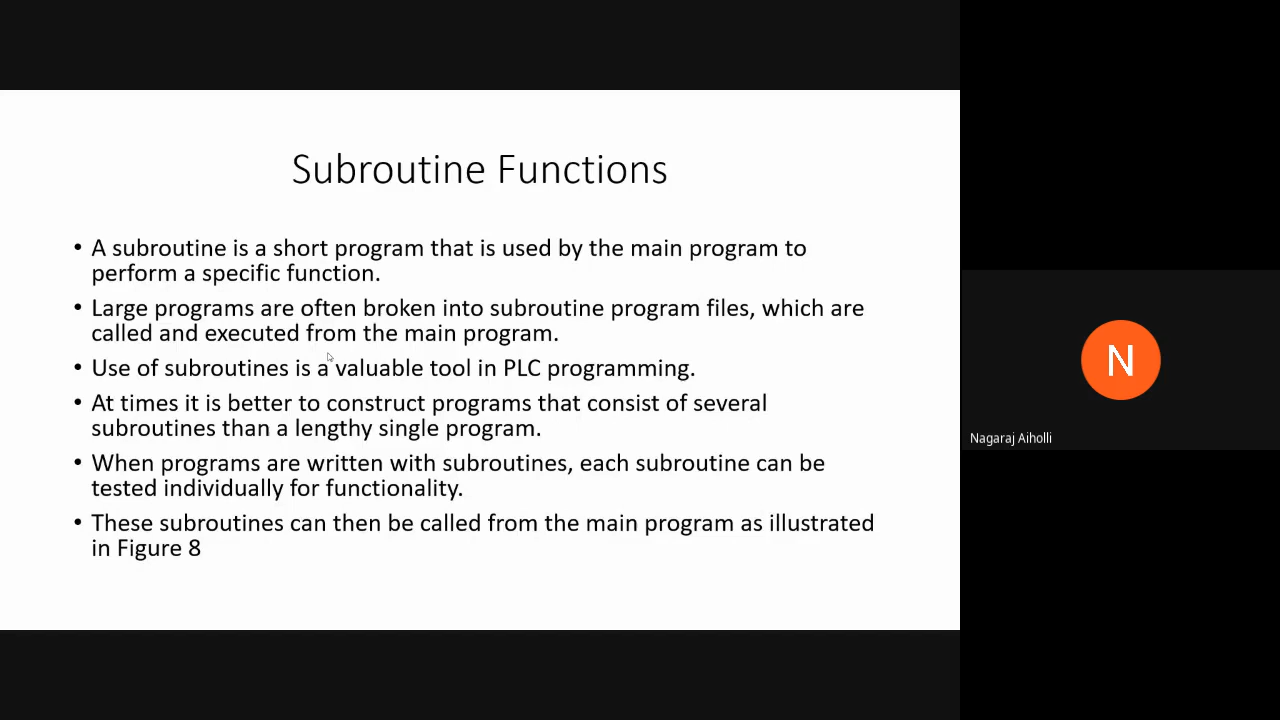 Subroutine Functions
• A subroutine is a short program that is used by the main program to
perform a specific function.
• Large programs are often broken into subroutine program files, which are
called and executed from the main program.
• Use of subroutines is a valuable tool in PLC programming.
• At times it is better to construct programs that consist of several
subroutines than a lengthy single program.
• When programs are written with subroutines, each subroutine can be
tested individually for functionality.
• These subroutines can then be called from the main program as illustrated
in Figure 8
N
Nagaraj Aiholli